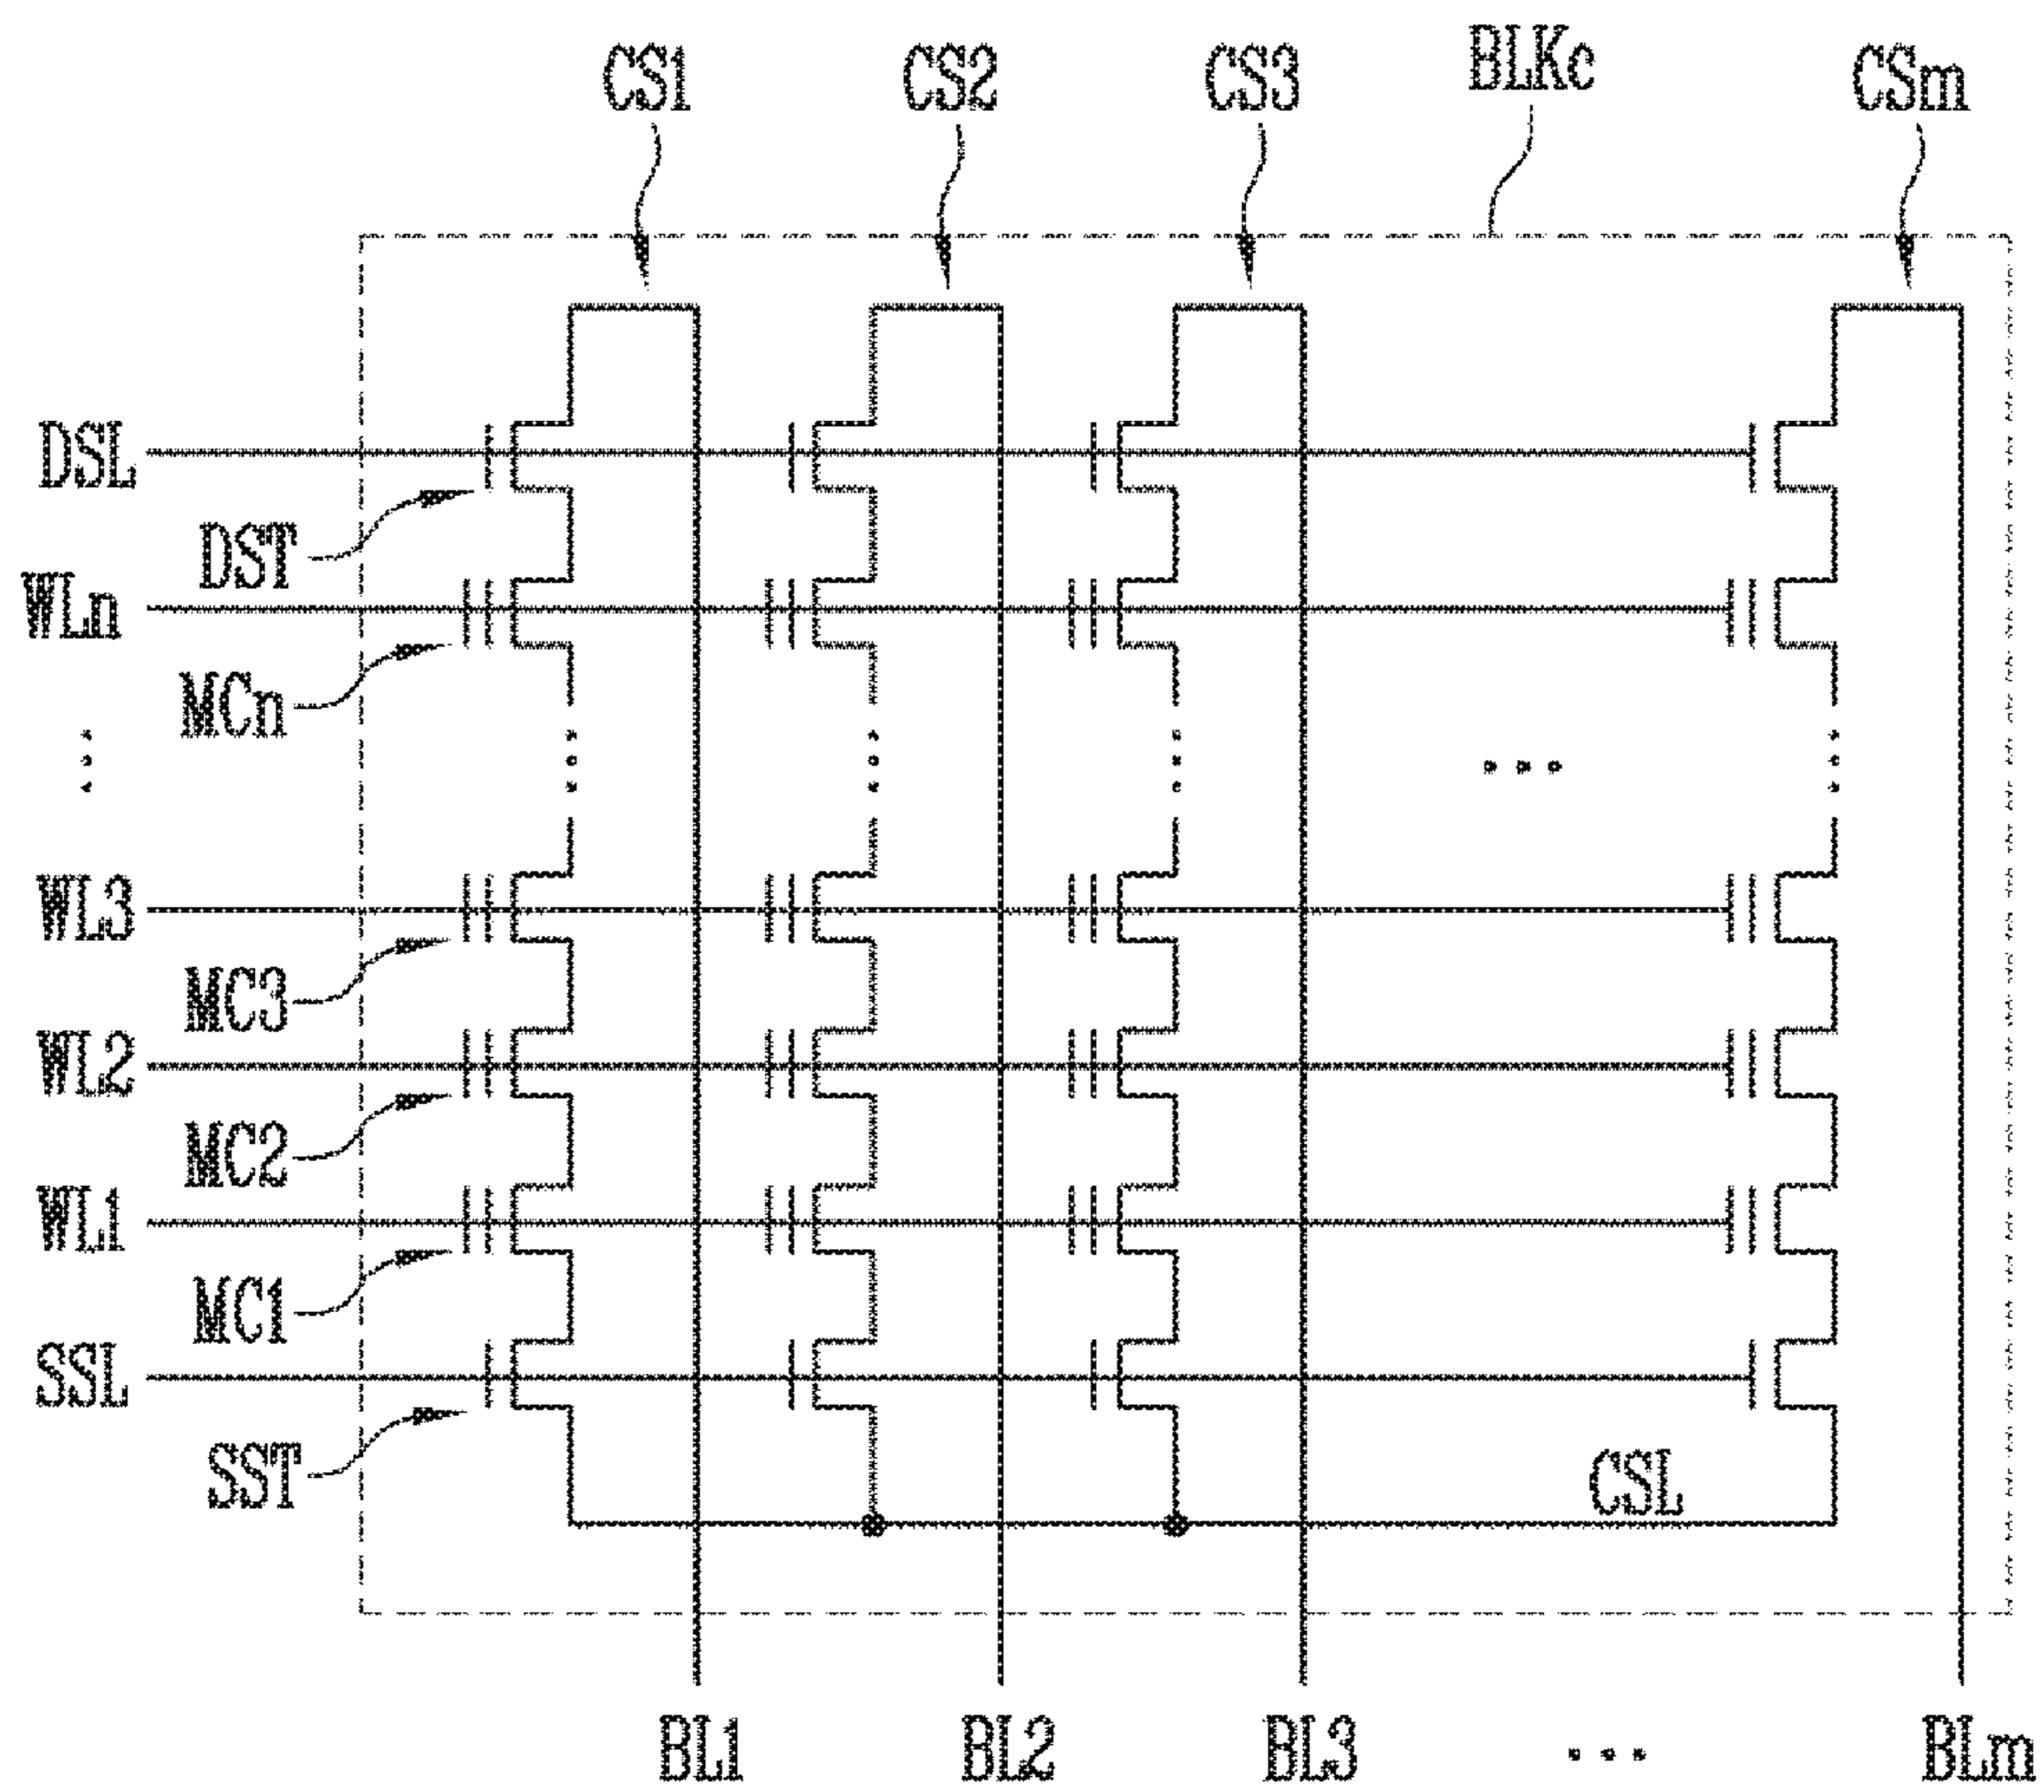 CS1 CS2 CS3 BLKc CSm
DSL
DST
WLn
MCn
⋮
...
WL3
MC3
WL2
MC2
WL1
MC1
SSL
SST
CSL
BL1 BL2 BL3 ... BLm